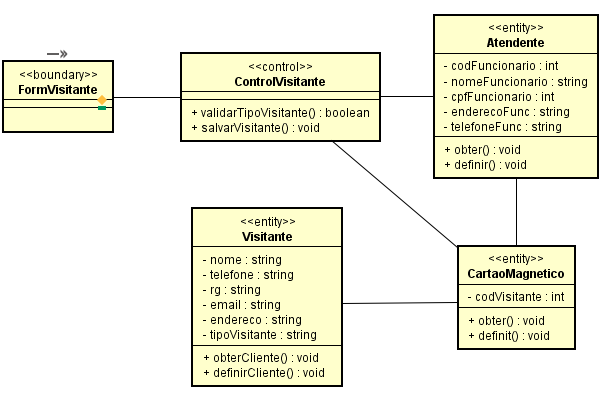 <<boundary>>
FormVisitante
<<control>>
ControlVisitante
+ validarTipoVisitante() : boolean
+ salvarVisitante() : void
<<entity>>
Atendente
- codFuncionario : int
- nomeFuncionario : string
- cpfFuncionario : int
- enderecoFunc : string
- telefoneFunc : string
+ obter() : void
+ definir() : void
<<entity>>
Visitante
- nome : string
- telefone : string
- rg : string
- email : string
- endereco : string
- tipoVisitante : string
+ obterCliente() : void
+ definirCliente() : void
<<entity>>
CartaoMagnetico
- codVisitante : int
+ obter() : void
+ definit() : void